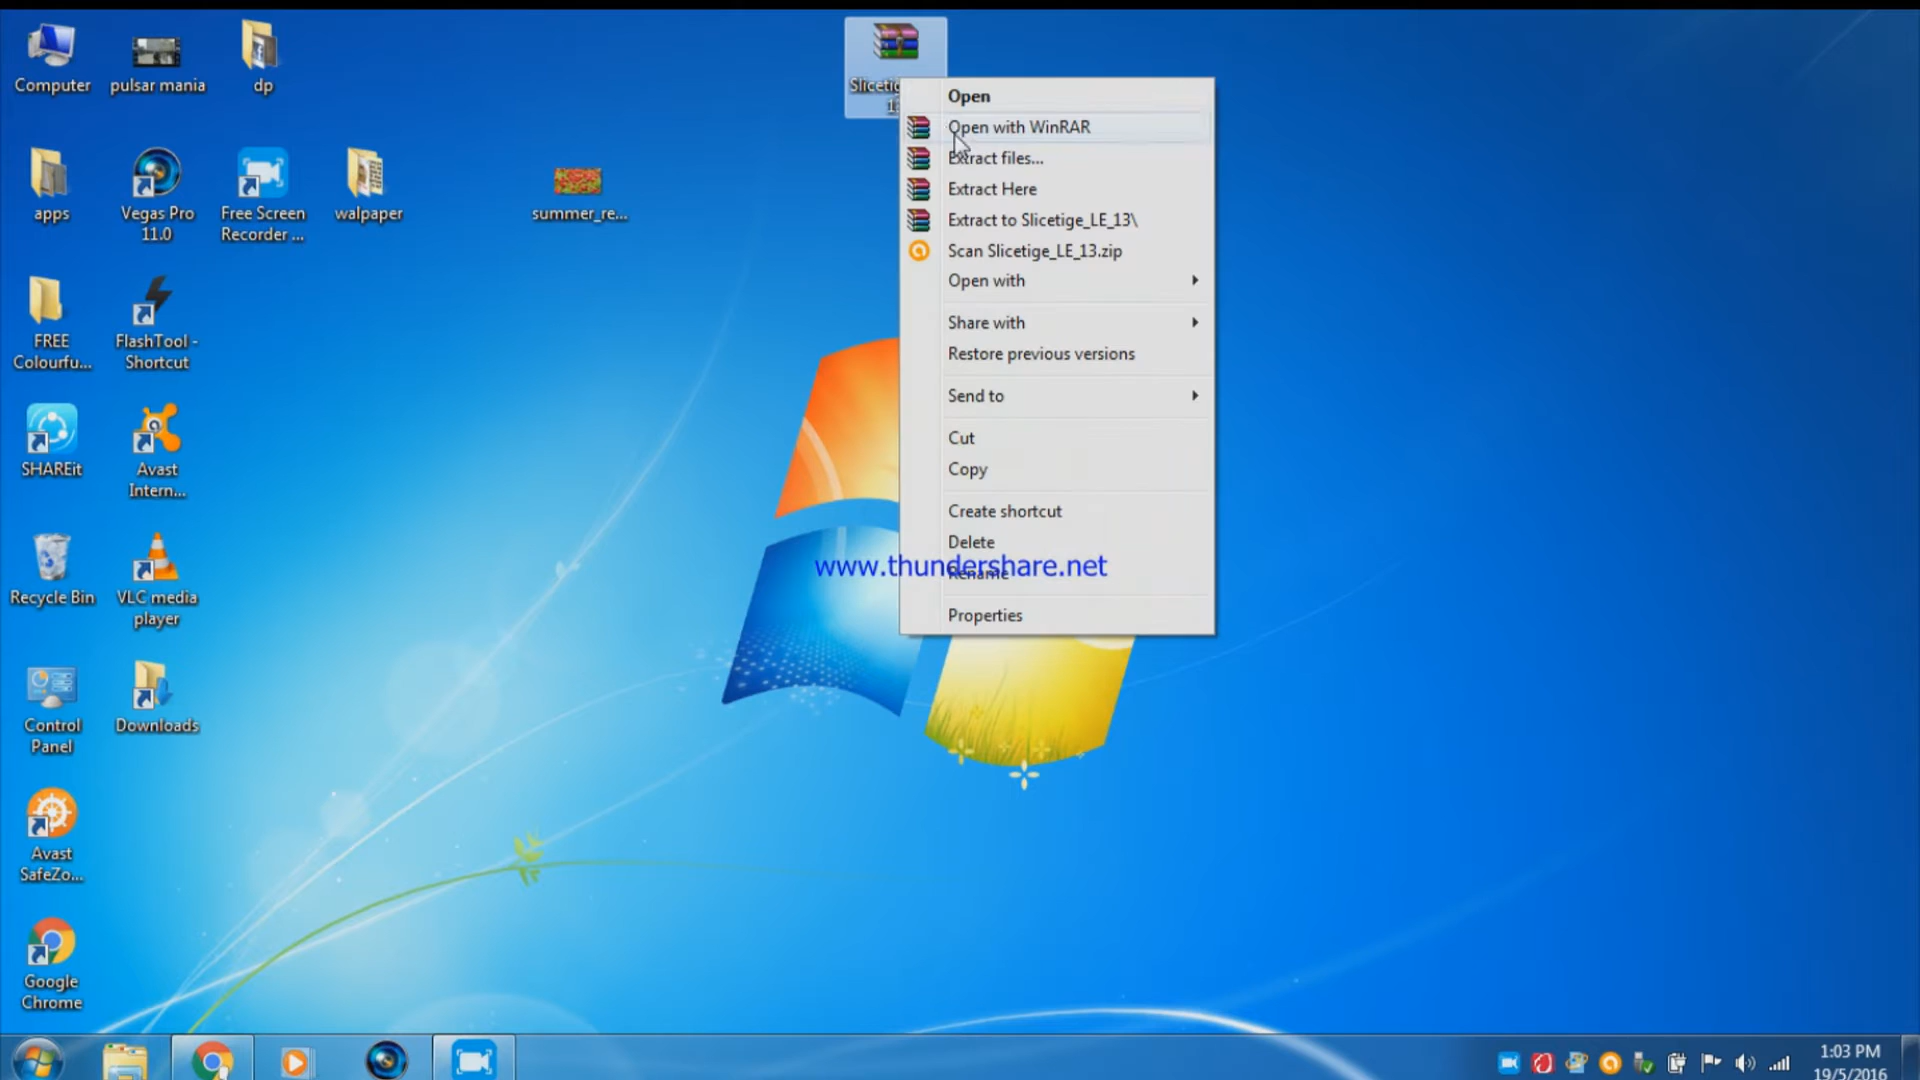 Computer
pulsar mania
dp
apps
Vegas Pro
11.0
Free Screen
Recorder ...
walpaper
summer_re...
FREE
Colourfu...
FlashTool -
Shortcut
SHAREit
Avast
Intern...
Recycle Bin
VLC media
player
Control
Panel
Downloads
Avast
SafeZo...
Google
Chrome
Open
Open with WinRAR
Extract files...
Extract Here
Extract to Slicetige_LE_13\
Scan Slicetige_LE_13.zip
Open with
Share with
Restore previous versions
Send to
Cut
Copy
Create shortcut
Delete
www.thundershare.net
Rename
Properties
1:03 PM
19/5/2016